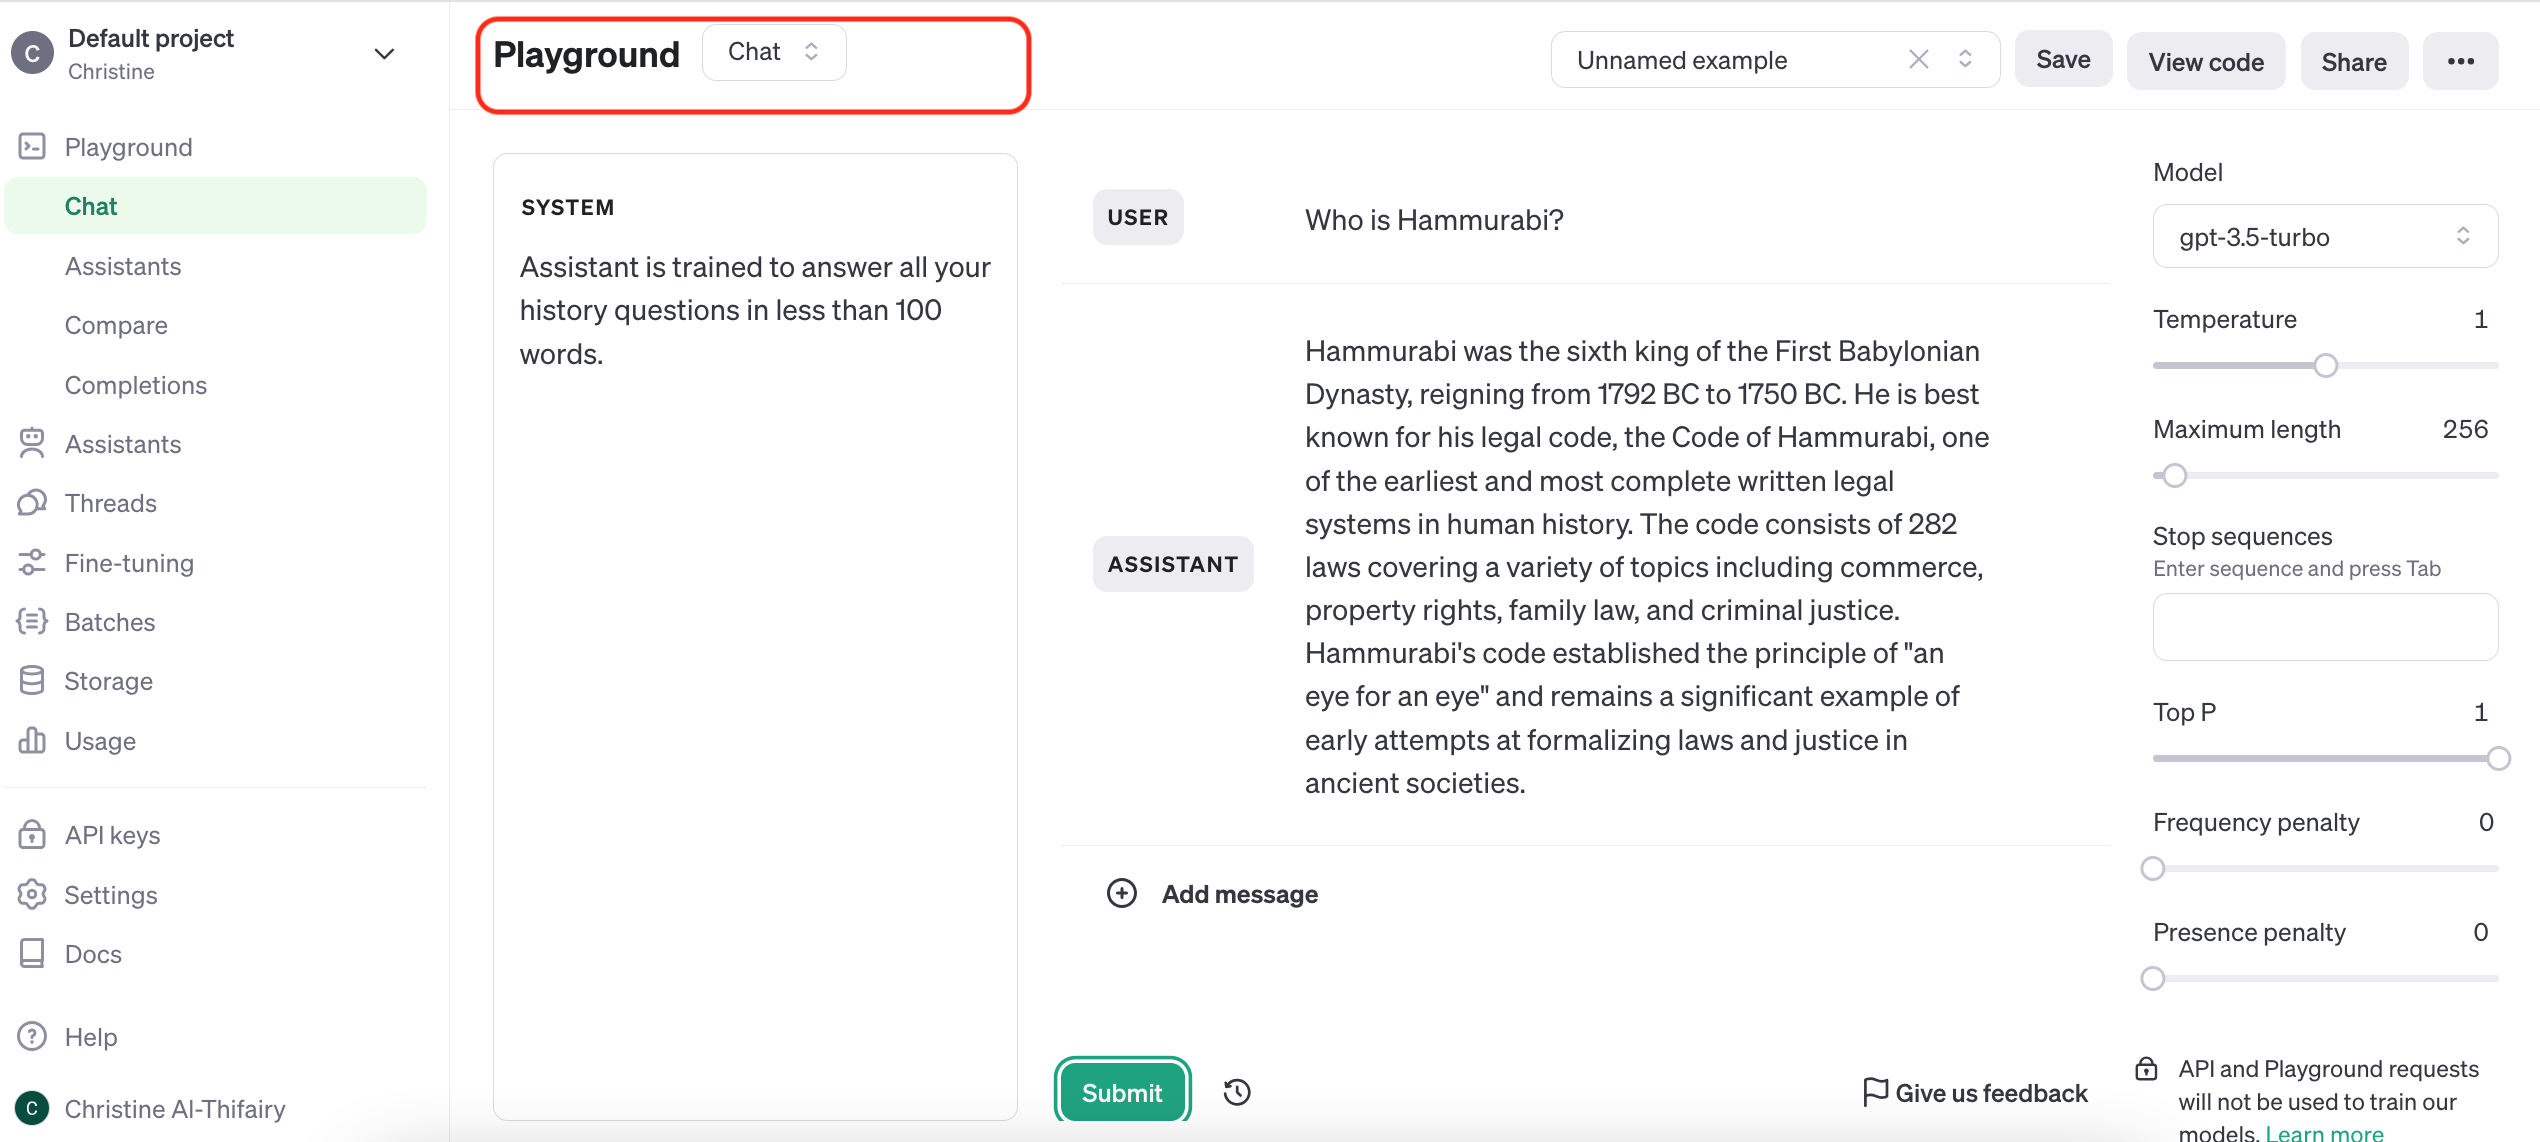 C
Default project
Christine
Playground
Chat
Assistants
Compare
Completions
Assistants
Threads
Fine-tuning
Batches
Storage
Usage
API keys
Settings
Docs
Help
C
Christine Al-Thifairy
Playground
Chat
Unnamed example
Save
View code
Share
SYSTEM
Assistant is trained to answer all your
history questions in less than 100
words.
USER
Who is Hammurabi?
ASSISTANT
Hammurabi was the sixth king of the First Babylonian
Dynasty, reigning from 1792 BC to 1750 BC. He is best
known for his legal code, the Code of Hammurabi, one
of the earliest and most complete written legal
systems in human history. The code consists of 282
laws covering a variety of topics including commerce,
property rights, family law, and criminal justice.
Hammurabi's code established the principle of "an
eye for an eye" and remains a significant example of
early attempts at formalizing laws and justice in
ancient societies.
Add message
Submit
Give us feedback
Model
gpt-3.5-turbo
Temperature 1
Maximum length 256
Stop sequences
Enter sequence and press Tab
Top P 1
Frequency penalty 0
Presence penalty 0
API and Playground requests
will not be used to train our
models. Learn more